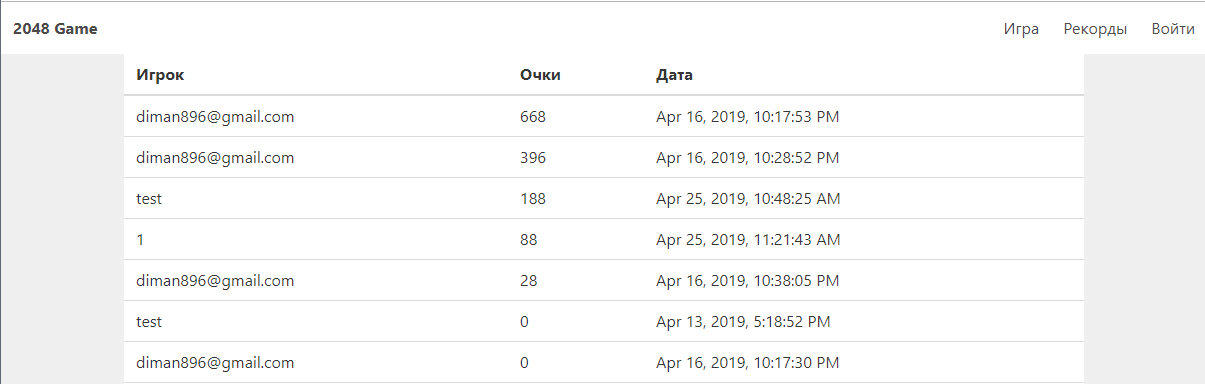 2048 Game Игра Рекорды Войти
Игрок Очки Дата
diman896@gmail.com 668 Apr 16, 2019, 10:17:53 PM
diman896@gmail.com 396 Apr 16, 2019, 10:28:52 PM
test 188 Apr 25, 2019, 10:48:25 AM
1 88 Apr 25, 2019, 11:21:43 AM
diman896@gmail.com 28 Apr 16, 2019, 10:38:05 PM
test 0 Apr 13, 2019, 5:18:52 PM
diman896@gmail.com 0 Apr 16, 2019, 10:17:30 PM